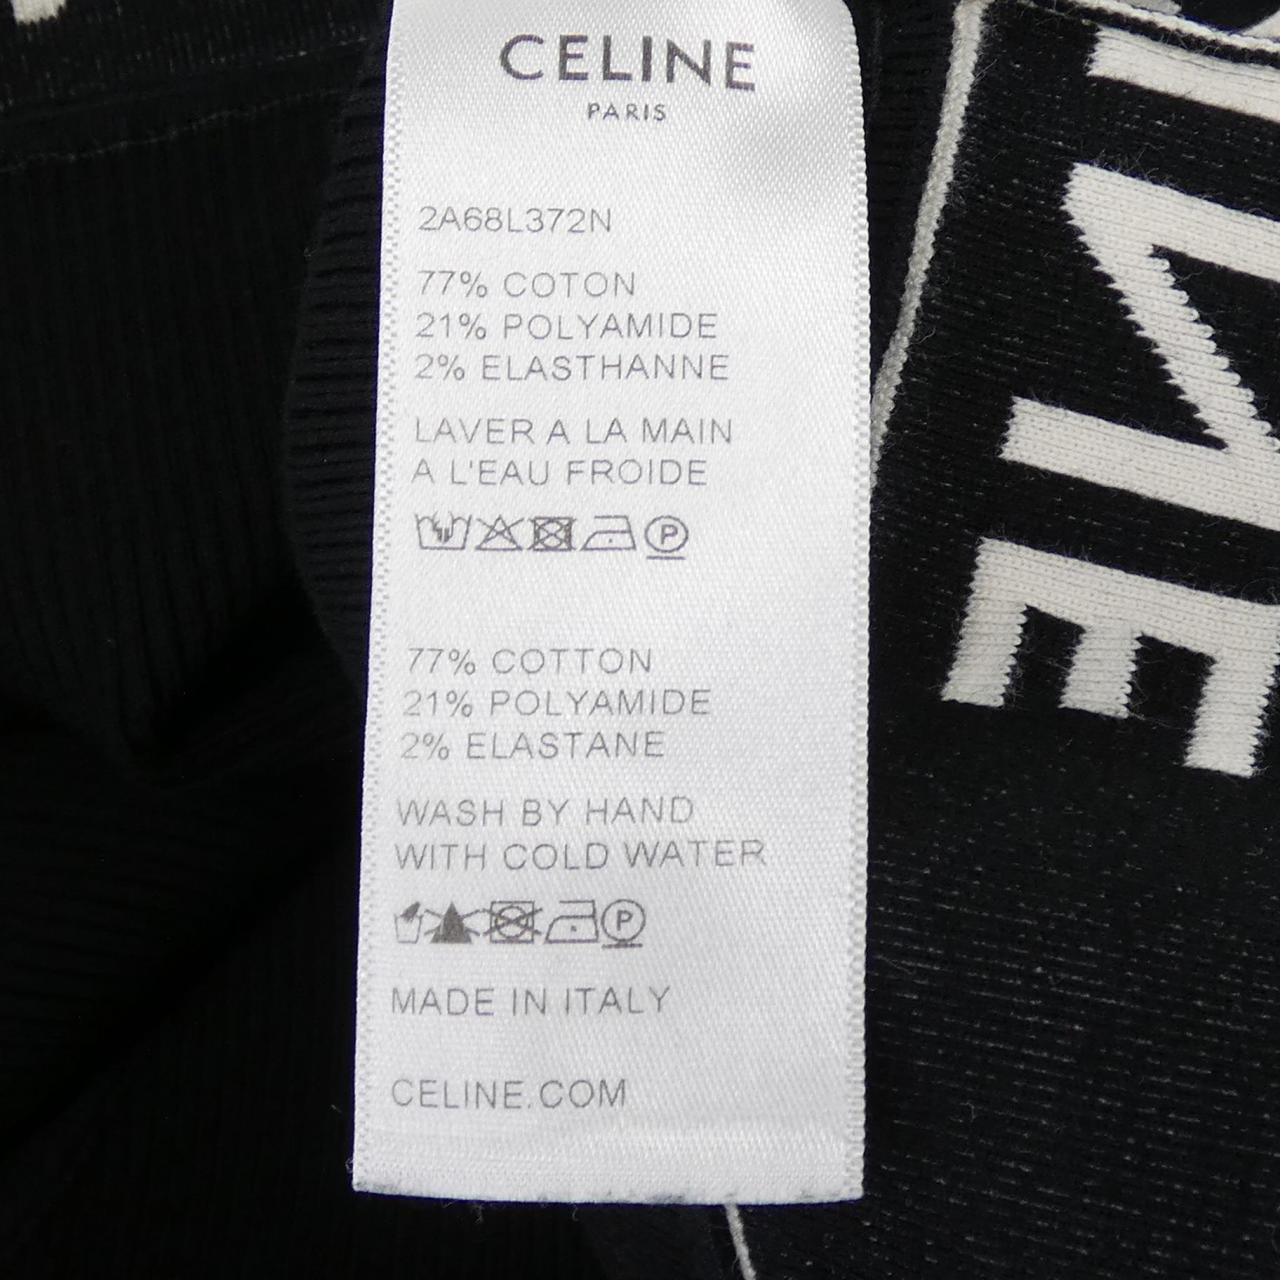 CELINE
PARIS
2A68L372N
77% COTON
21% POLYAMIDE
2% ELASTHANNE
LAVER A LA MAIN
A L'EAU FROIDE
P
77% COTTON
21% POLYAMIDE
2% ELASTANE
WASH BY HAND
WITH COLD WATER
P
MADE IN ITALY
CELINE.COM